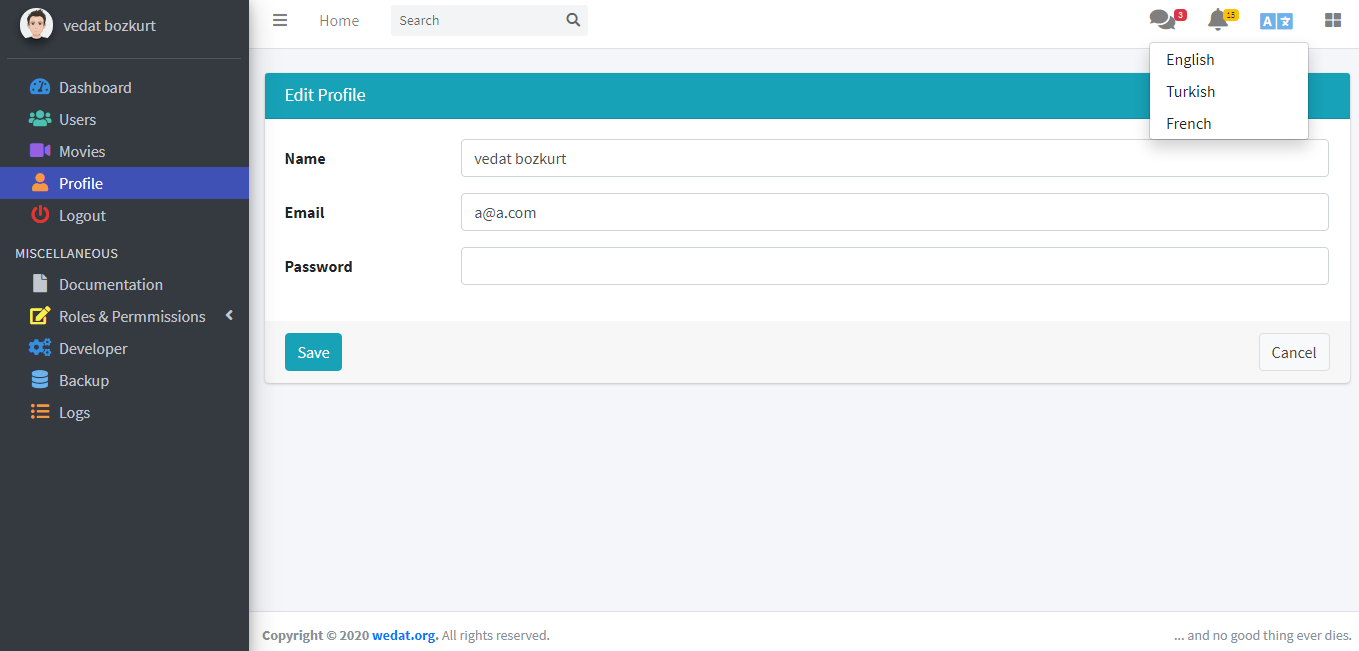 vedat bozkurt
Dashboard
Users
Movies
Profile
Logout
MISCELLANEOUS
Documentation
Roles & Permmissions
Developer
Backup
Logs
Home
Search
3
15
A
English
Turkish
French
Edit Profile
Name
vedat bozkurt
Email
a@a.com
Password
Save
Cancel
Copyright © 2020 wedat.org. All rights reserved.
... and no good thing ever dies.